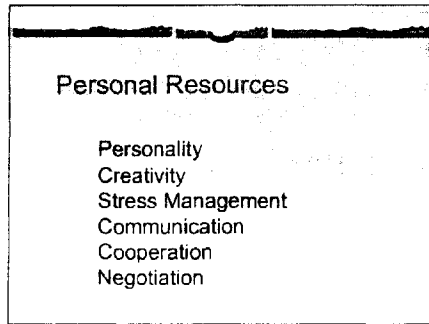 Personal Resources
Personality
Creativity
Stress Management
Communication
Cooperation
Negotiation